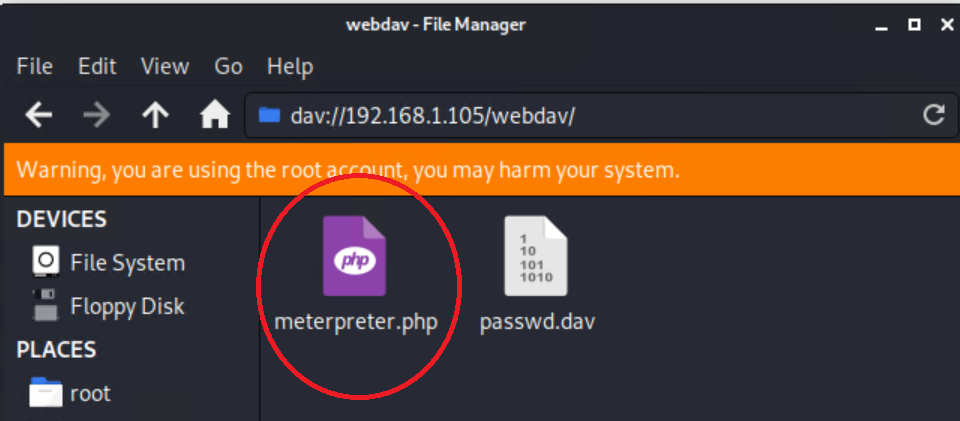 webdav - File Manager
File Edit View Go Help
dav://192.168.1.105/webdav/
Warning, you are using the root account, you may harm your system.
DEVICES
File System
Floppy Disk
PLACES
root
php
meterpreter.php
1
10
101
1010
passwd.dav